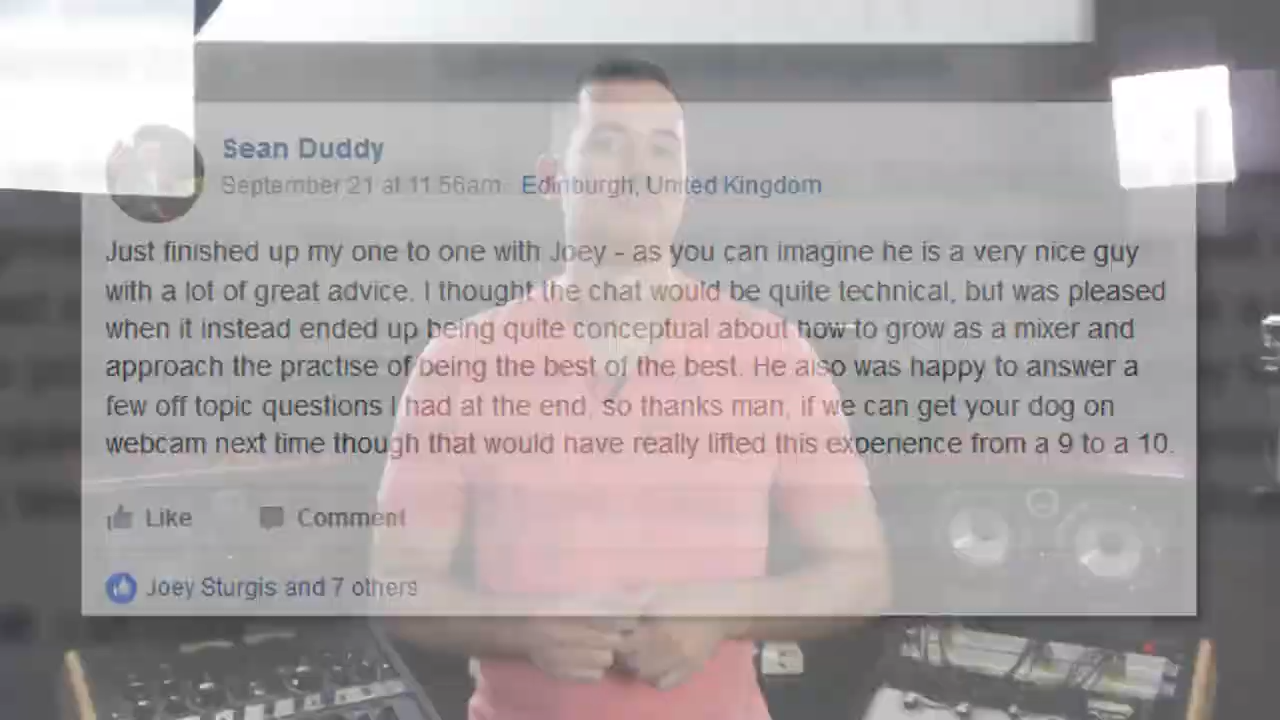 Sean Duddy
September 21 at 11:56am · Edinburgh, United Kingdom
Just finished up my one to one with Joey - as you can imagine he is a very nice guy
with a lot of great advice. I thought the chat would be quite technical, but was pleased
when it instead ended up being quite conceptual about how to grow as a mixer and
approach the practise of being the best of the best. He also was happy to answer a
few off topic questions I had at the end, so thanks man, if we can get your dog on
webcam next time though that would have really lifted this experience from a 9 to a 10.
Like Comment
Joey Sturgis and 7 others